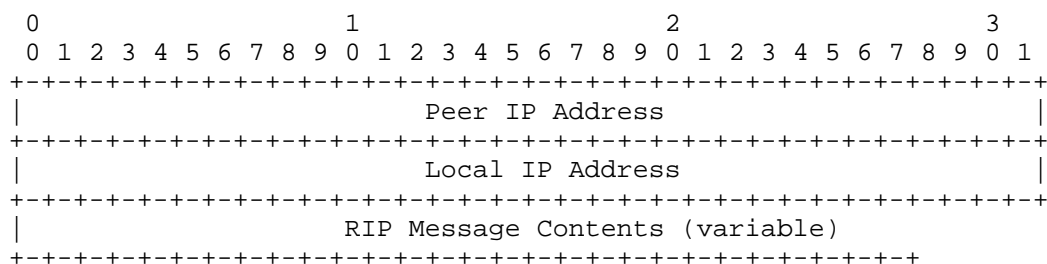 0                   1                   2                   3
 0 1 2 3 4 5 6 7 8 9 0 1 2 3 4 5 6 7 8 9 0 1 2 3 4 5 6 7 8 9 0 1
+-+-+-+-+-+-+-+-+-+-+-+-+-+-+-+-+-+-+-+-+-+-+-+-+-+-+-+-+-+-+-+-+
|                         Peer IP Address                       |
+-+-+-+-+-+-+-+-+-+-+-+-+-+-+-+-+-+-+-+-+-+-+-+-+-+-+-+-+-+-+-+-+
|                         Local IP Address                      |
+-+-+-+-+-+-+-+-+-+-+-+-+-+-+-+-+-+-+-+-+-+-+-+-+-+-+-+-+-+-+-+-+
|                    RIP Message Contents (variable)
+-+-+-+-+-+-+-+-+-+-+-+-+-+-+-+-+-+-+-+-+-+-+-+-+-+-+-+-+